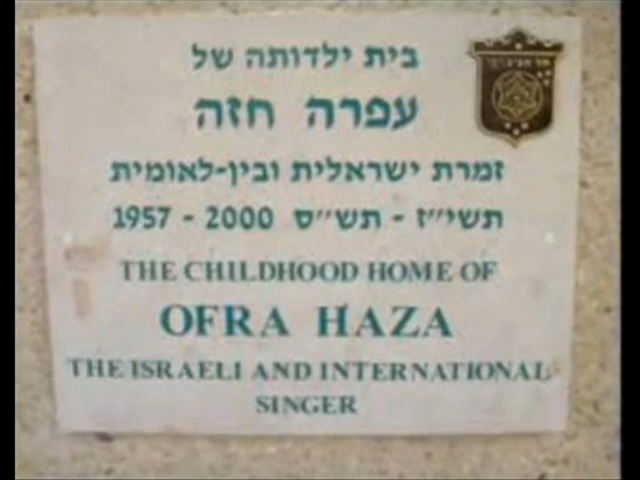 בית ילדותה של
עפרה חזה
זמרת ישראלית ובין-לאומית
תשי״ז - תש״ס 1957 - 2000
THE CHILDHOOD HOME OF
OFRA HAZA
THE ISRAELI AND INTERNATIONAL
SINGER